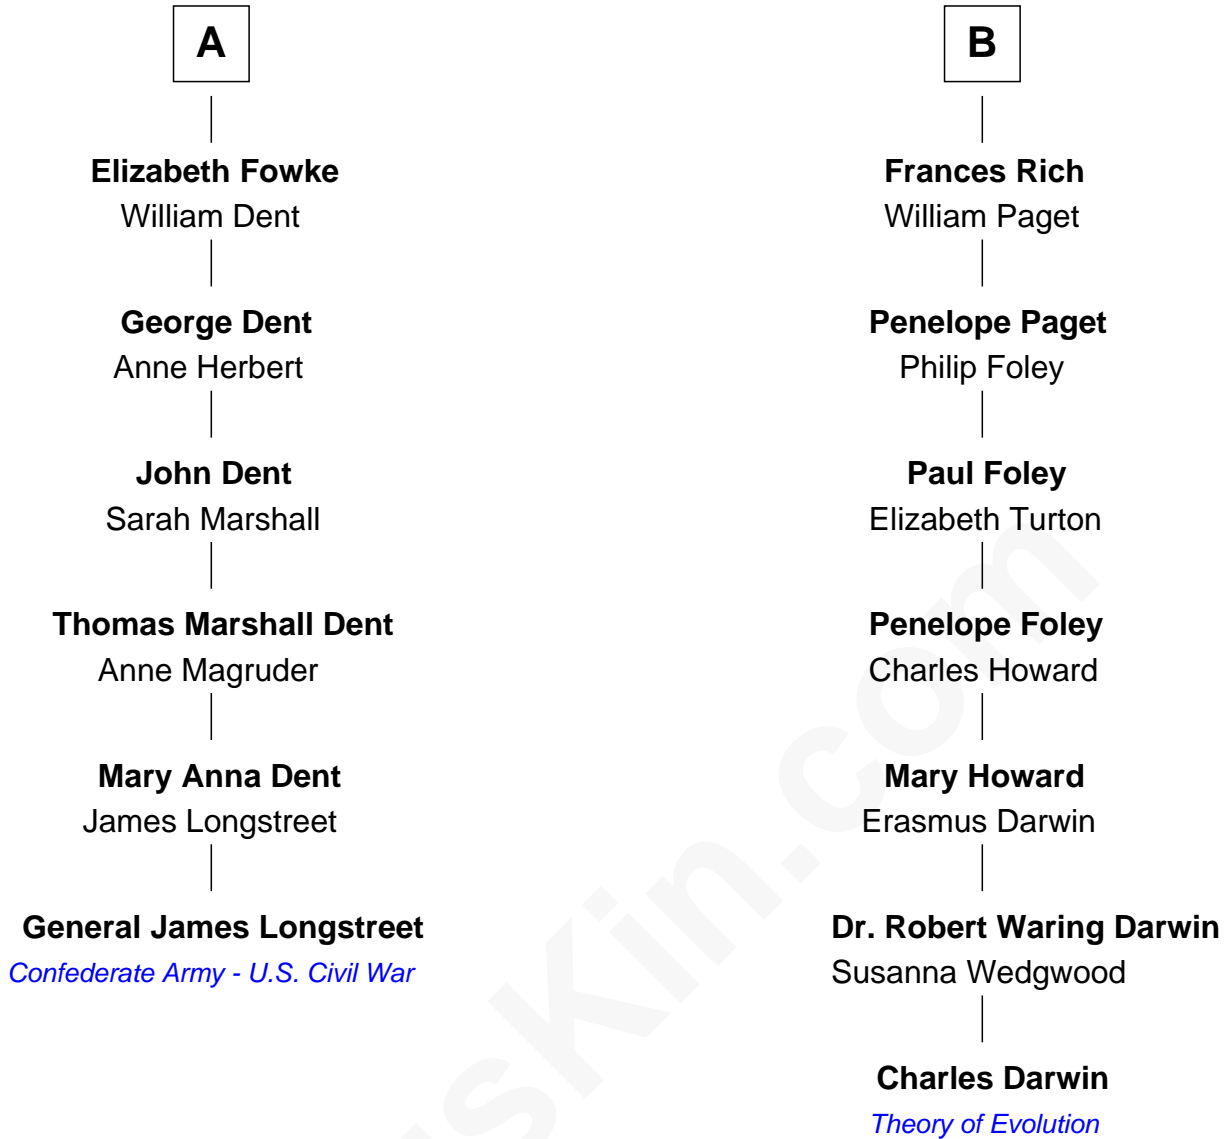 A
Elizabeth Fowke
William Dent
George Dent
Anne Herbert
John Dent
Sarah Marshall
Thomas Marshall Dent
Anne Magruder
Mary Anna Dent
James Longstreet
General James Longstreet
Confederate Army - U.S. Civil War
B
Frances Rich
William Paget
Penelope Paget
Philip Foley
Paul Foley
Elizabeth Turton
Penelope Foley
Charles Howard
Mary Howard
Erasmus Darwin
Dr. Robert Waring Darwin
Susanna Wedgwood
Charles Darwin
Theory of Evolution